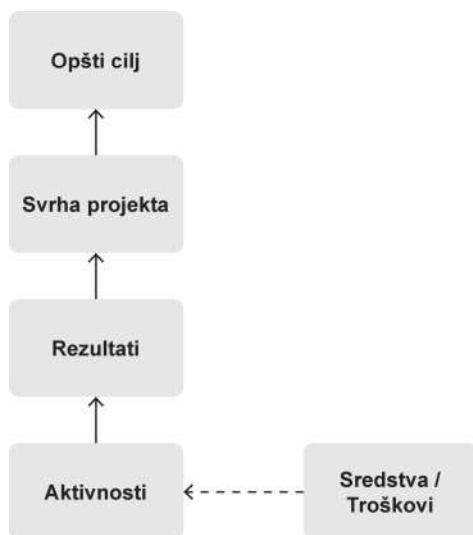 Opšti cilj
Svrha projekta
Rezultati
Aktivnosti
Sredstva /
Troškovi